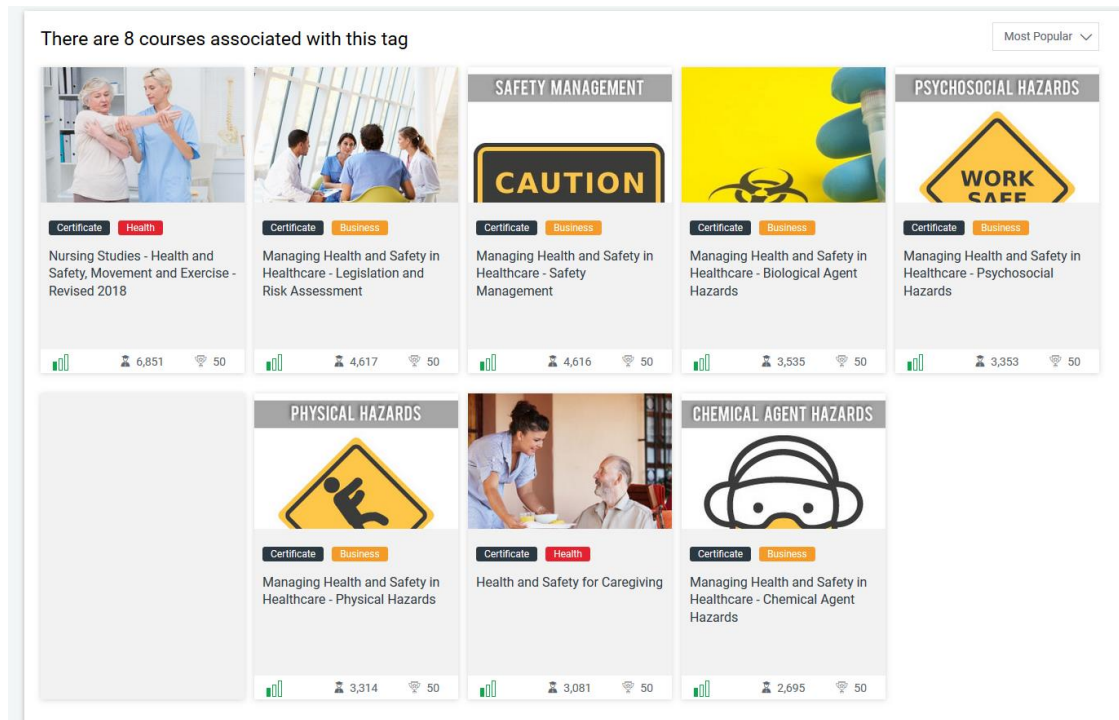 There are 8 courses associated with this tag
Most Popular
SAFETY MANAGEMENT
CAUTION
PSYCHOSOCIAL HAZARDS
WORK
SAFE
Certificate Health
Nursing Studies - Health and
Safety, Movement and Exercise -
Revised 2018
6,851 50
Certificate Business
Managing Health and Safety in
Healthcare - Legislation and
Risk Assessment
4,617 50
Certificate Business
Managing Health and Safety in
Healthcare - Safety
Management
4,616 50
Certificate Business
Managing Health and Safety in
Healthcare - Biological Agent
Hazards
3,535 50
Certificate Business
Managing Health and Safety in
Healthcare - Psychosocial
Hazards
3,353 50
PHYSICAL HAZARDS
Certificate Business
Managing Health and Safety in
Healthcare - Physical Hazards
3,314 50
Certificate Health
Health and Safety for Caregiving
3,081 50
CHEMICAL AGENT HAZARDS
Certificate Business
Managing Health and Safety in
Healthcare - Chemical Agent
Hazards
2,695 50